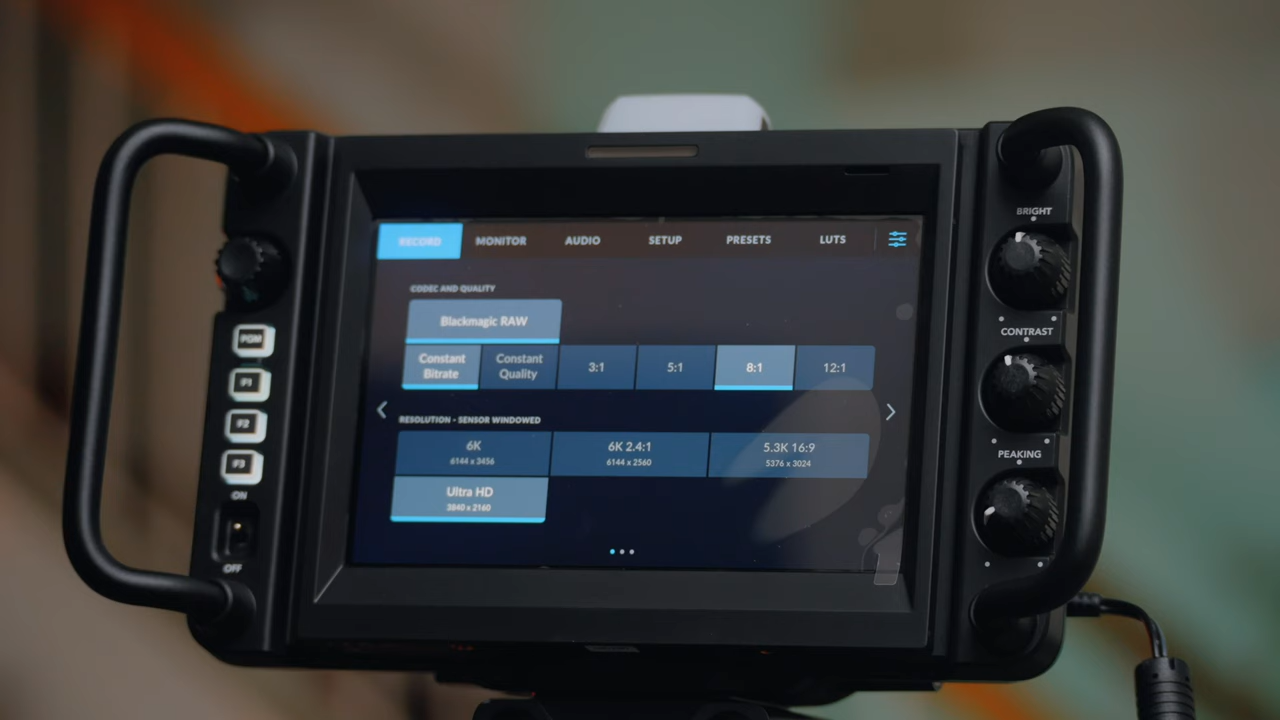 BRIGHT
RECORD MONITOR AUDIO SETUP PRESETS LUTS
CODEC AND QUALITY
Blackmagic RAW
Constant Bitrate
Constant Quality
3:1 5:1 8:1 12:1
CONTRAST
PGM
F1
F2
F3
ON
OFF
RESOLUTION - SENSOR WINDOWED
6K
6144 x 3456
6K 2.4:1
6144 x 2560
5.3K 16:9
5376 x 3024
Ultra HD
3840 x 2160
PEAKING